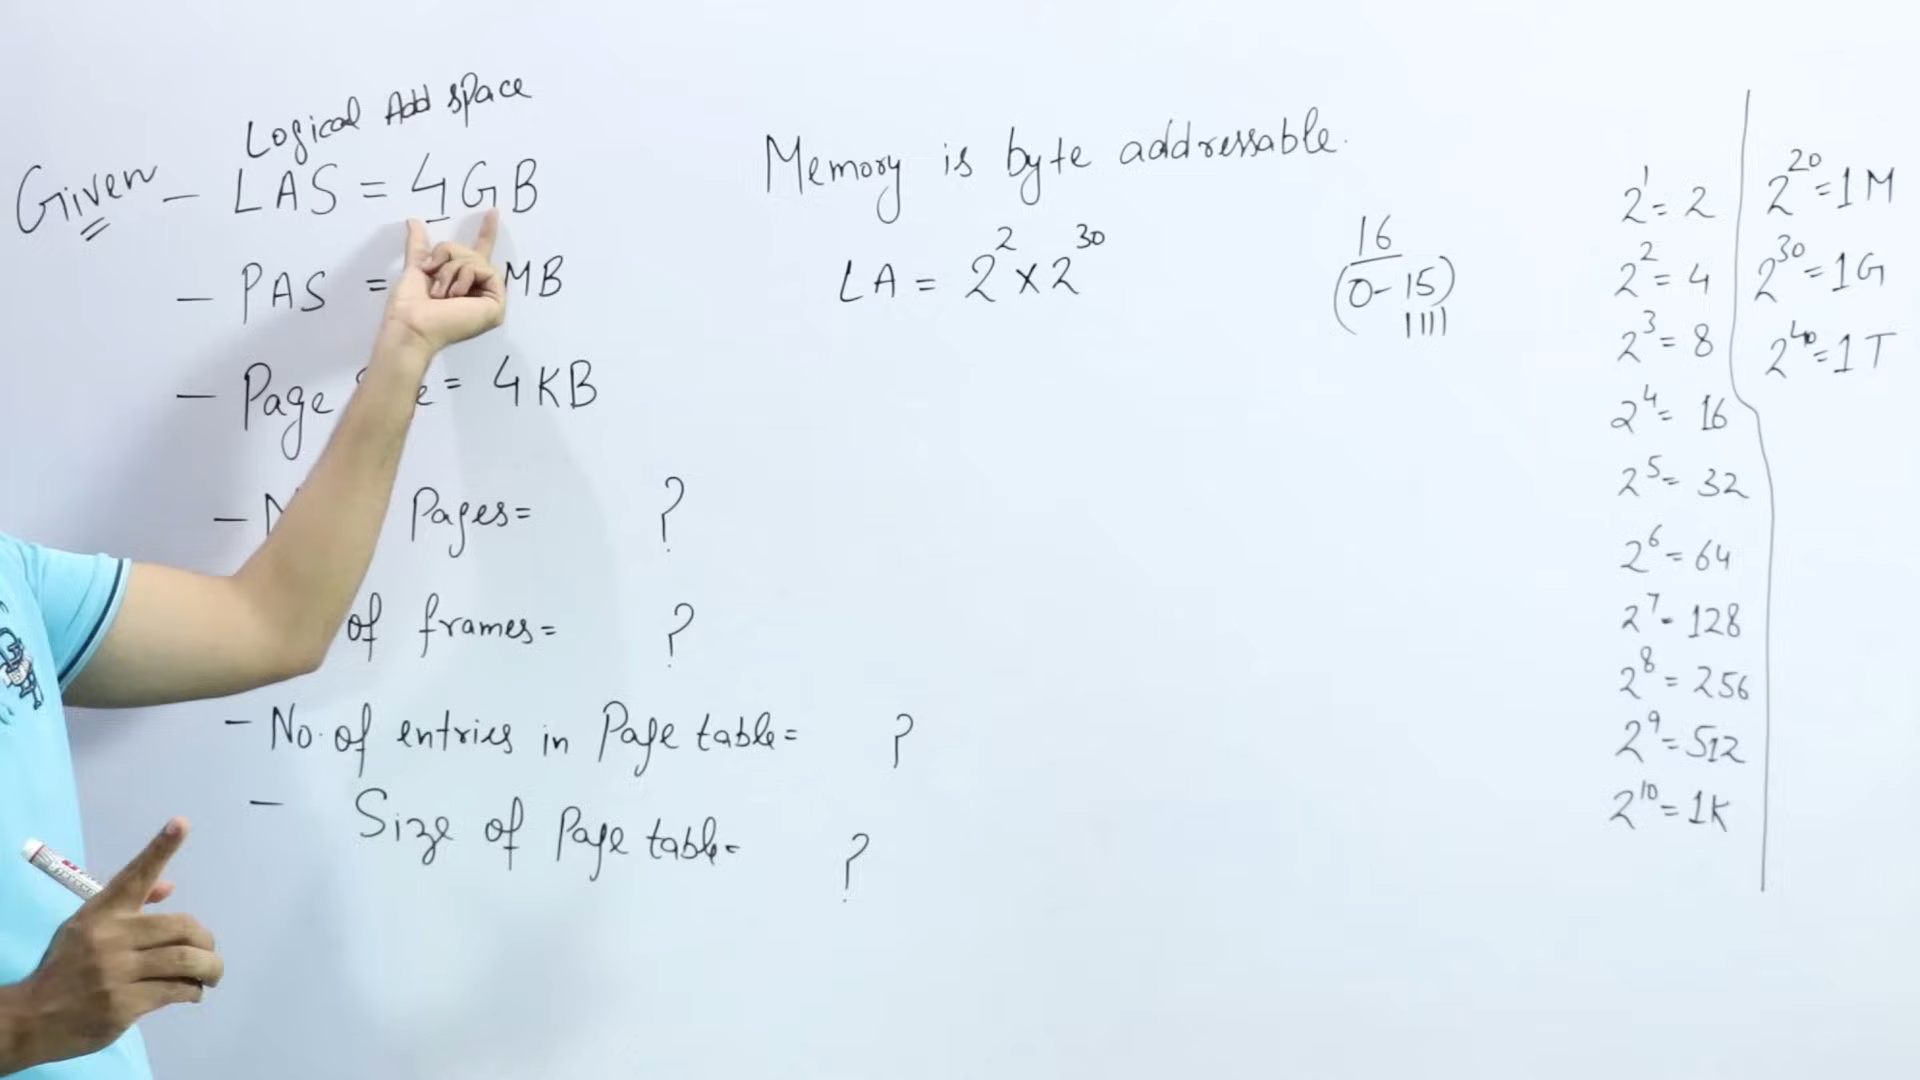 Logical Add space
Given - LAS = 4GB
- PAS = MB
- Page = 4KB
- Pages= ?
of frames= ?
- No. of entries in Page table= ?
- Size of Page table= ?
Memory is byte addressable.
LA = 2² × 2³⁰
16
(0-15)
1111
2¹ = 2
2² = 4
2³ = 8
2⁴ = 16
2⁵ = 32
2⁶ = 64
2⁷ = 128
2⁸ = 256
2⁹ = 512
2¹⁰ = 1K
2²⁰ = 1M
2³⁰ = 1G
2⁴⁰ = 1T